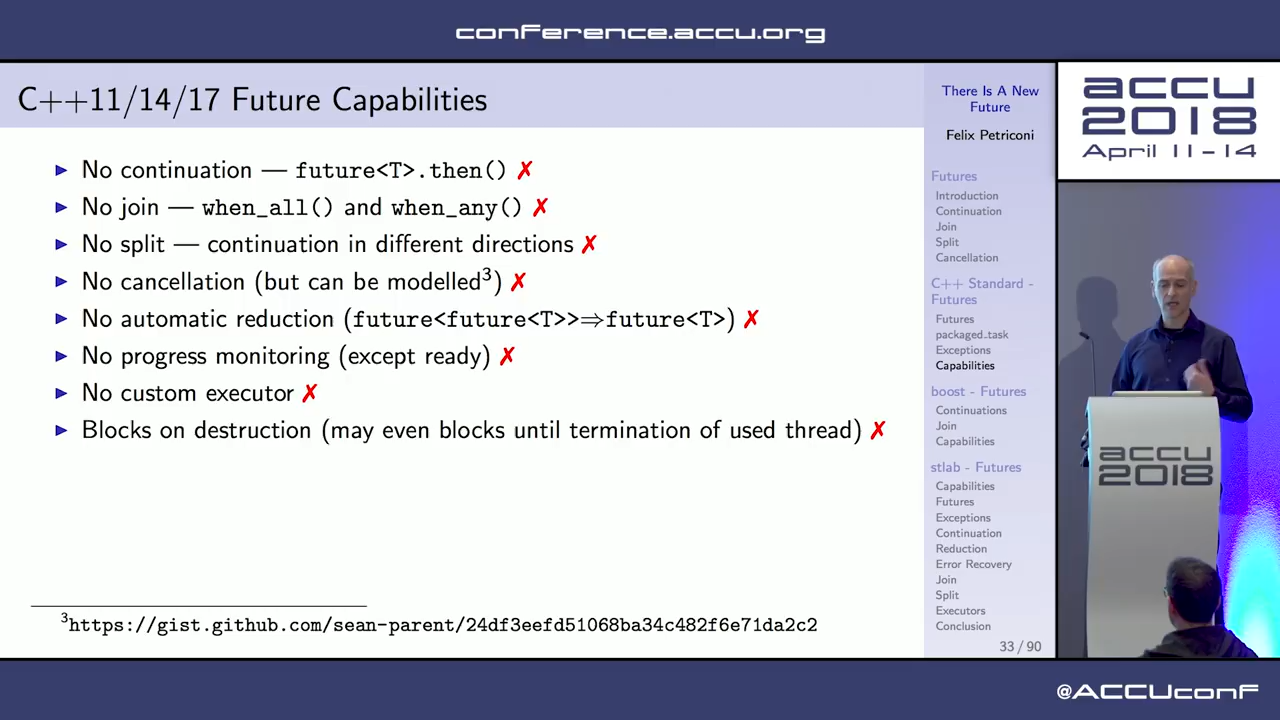 conference.accu.org
C++11/14/17 Future Capabilities
▶ No continuation — future<T>.then() ✗
▶ No join — when_all() and when_any() ✗
▶ No split — continuation in different directions ✗
▶ No cancellation (but can be modelled³) ✗
▶ No automatic reduction (future<future<T>>⇒future<T>) ✗
▶ No progress monitoring (except ready) ✗
▶ No custom executor ✗
▶ Blocks on destruction (may even blocks until termination of used thread) ✗
³https://gist.github.com/sean-parent/24df3eefd51068ba34c482f6e71da2c2
There Is A New
Future
Felix Petriconi
Futures
Introduction
Continuation
Join
Split
Cancellation
C++ Standard -
Futures
Futures
packaged_task
Exceptions
Capabilities
boost - Futures
Continuations
Join
Capabilities
stlab - Futures
Capabilities
Futures
Exceptions
Continuation
Reduction
Error Recovery
Join
Split
Executors
Conclusion
33 / 90
accu
2018
April 11-14
accu
2018
@ACCUconf